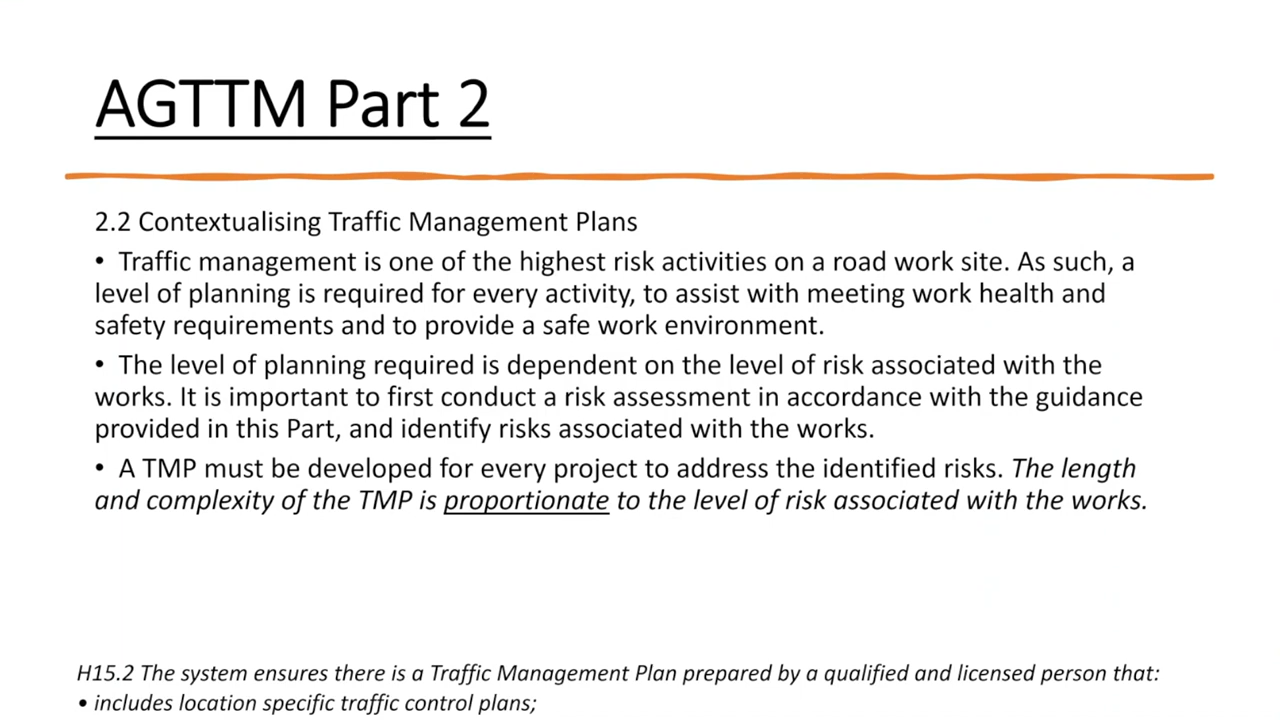 AGTTM Part 2
2.2 Contextualising Traffic Management Plans
• Traffic management is one of the highest risk activities on a road work site. As such, a
level of planning is required for every activity, to assist with meeting work health and
safety requirements and to provide a safe work environment.
• The level of planning required is dependent on the level of risk associated with the
works. It is important to first conduct a risk assessment in accordance with the guidance
provided in this Part, and identify risks associated with the works.
• A TMP must be developed for every project to address the identified risks. The length
and complexity of the TMP is proportionate to the level of risk associated with the works.
H15.2 The system ensures there is a Traffic Management Plan prepared by a qualified and licensed person that:
• includes location specific traffic control plans;